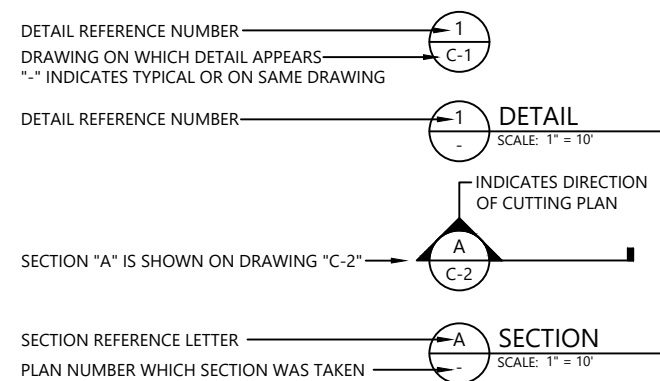 DETAIL REFERENCE NUMBER
1
DRAWING ON WHICH DETAIL APPEARS
C-1
"-" INDICATES TYPICAL OR ON SAME DRAWING
DETAIL REFERENCE NUMBER
1
DETAIL
-
SCALE: 1" = 10'
INDICATES DIRECTION
OF CUTTING PLAN
A
SECTION "A" IS SHOWN ON DRAWING "C-2"
C-2
SECTION REFERENCE LETTER
A
SECTION
PLAN NUMBER WHICH SECTION WAS TAKEN
-
SCALE: 1" = 10'